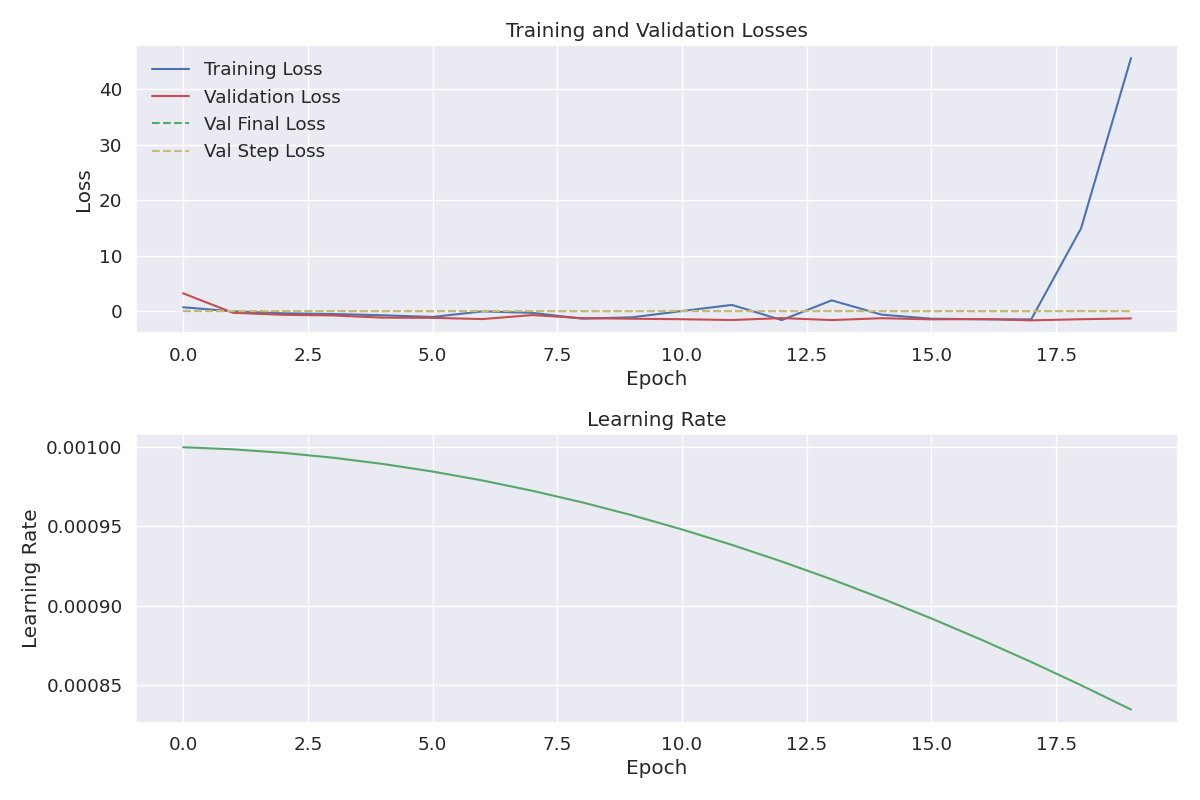 Training and Validation Losses
Training Loss
Validation Loss
Val Final Loss
Val Step Loss
Loss
40
30
20
10
0
0.0 2.5 5.0 7.5 10.0 12.5 15.0 17.5
Epoch
Learning Rate
Learning Rate
0.00100
0.00095
0.00090
0.00085
0.0 2.5 5.0 7.5 10.0 12.5 15.0 17.5
Epoch